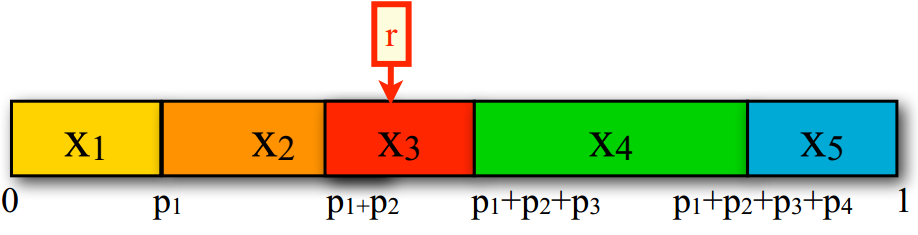 r
x₁ x₂ x₃ x₄ x₅
0 p₁ p₁₊p₂ p₁+p₂+p₃ p₁+p₂+p₃+p₄ 1